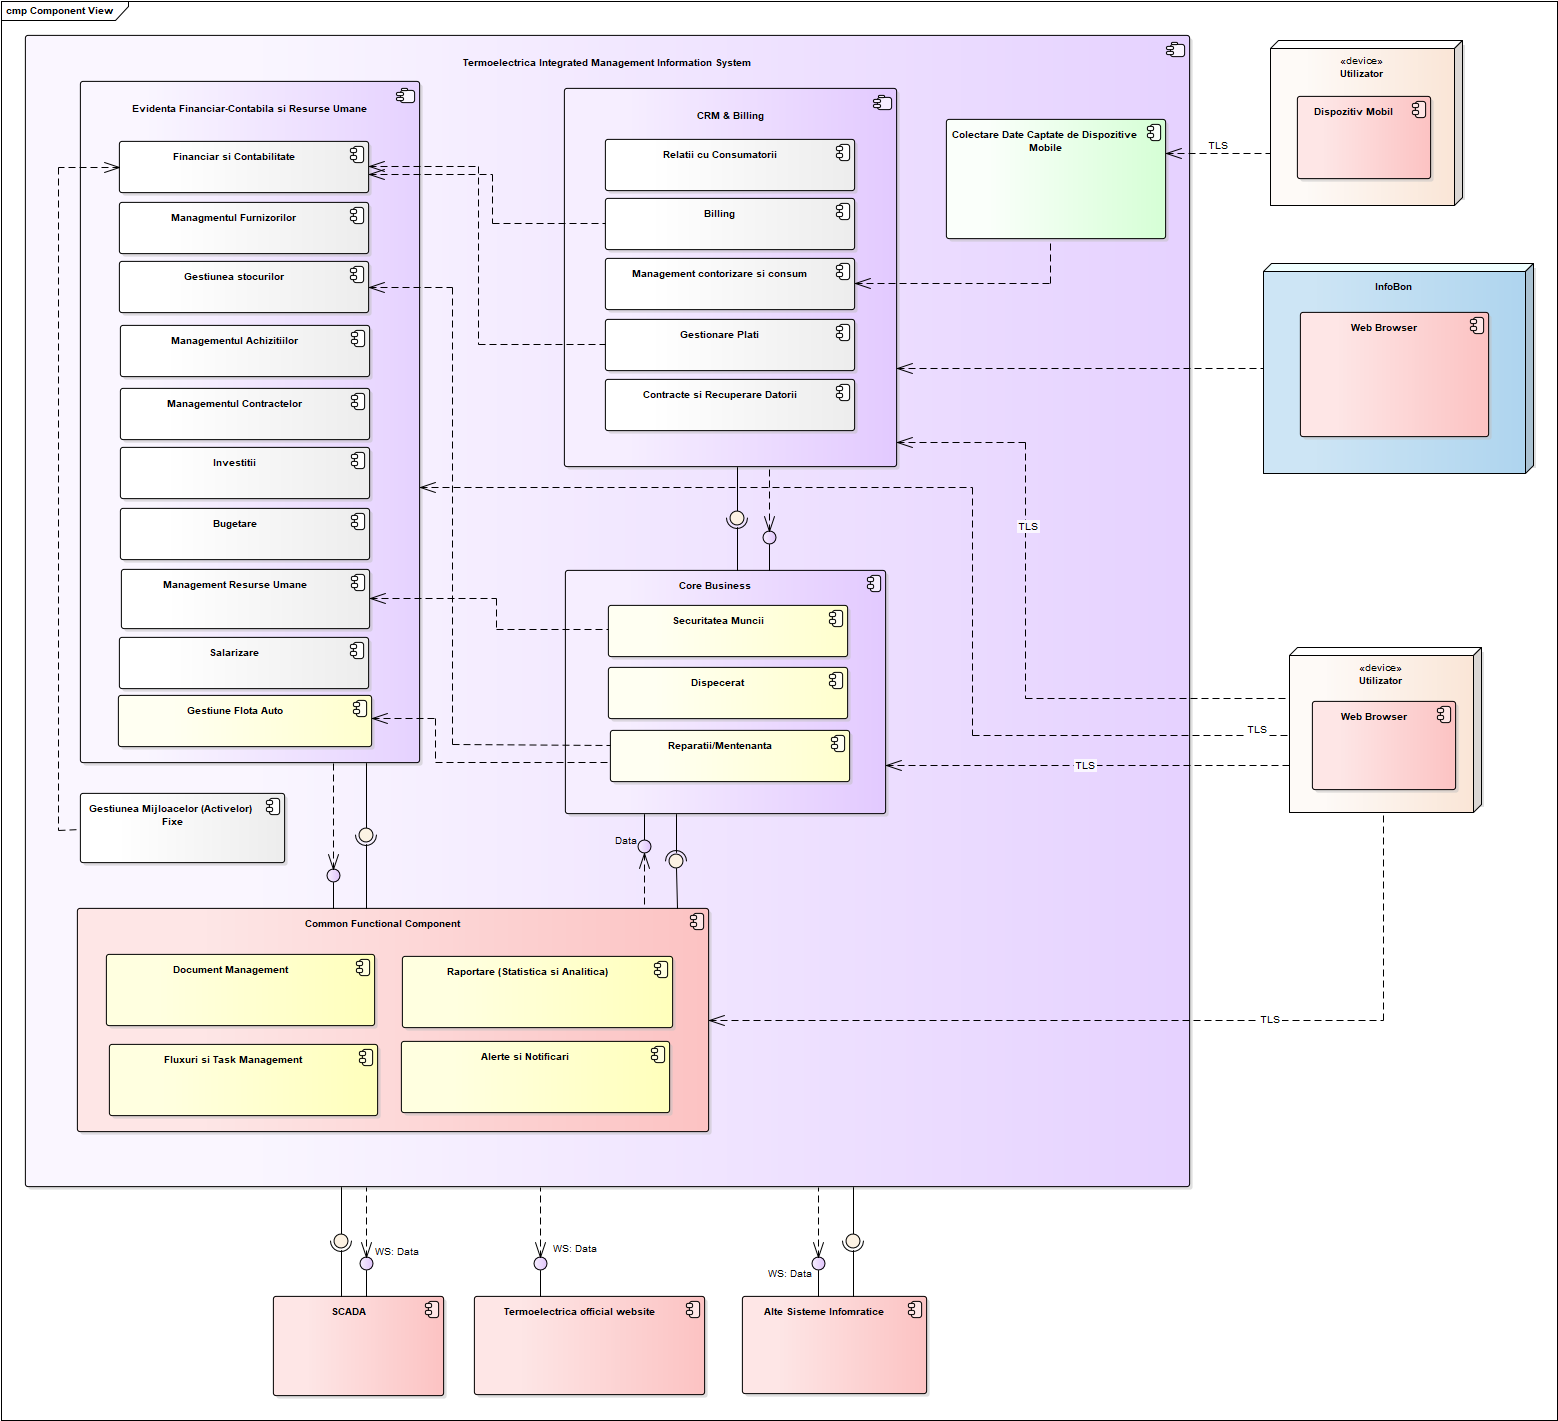 cmp Component View
Termoelectrica Integrated Management Information System
Evidenta Financiar-Contabila si Resurse Umane
Financiar si Contabilitate
Managmentul Furnizorilor
Gestiunea stocurilor
Managementul Achizitiilor
Managementul Contractelor
Investitii
Bugetare
Management Resurse Umane
Salarizare
Gestiune Flota Auto
Gestiunea Mijloacelor (Activelor)
Fixe
CRM & Billing
Relatii cu Consumatorii
Billing
Management contorizare si consum
Gestionare Plati
Contracte si Recuperare Datorii
Colectare Date Captate de Dispozitive
Mobile
TLS
«device»
Utilizator
Dispozitiv Mobil
InfoBon
Web Browser
TLS
Core Business
Securitatea Muncii
Dispecerat
Reparatii/Mentenanta
«device»
Utilizator
Web Browser
TLS
TLS
Data
Common Functional Component
Document Management
Raportare (Statistica si Analitica)
Fluxuri si Task Management
Alerte si Notificari
TLS
WS: Data
WS: Data
WS: Data
SCADA
Termoelectrica official website
Alte Sisteme Infomratice